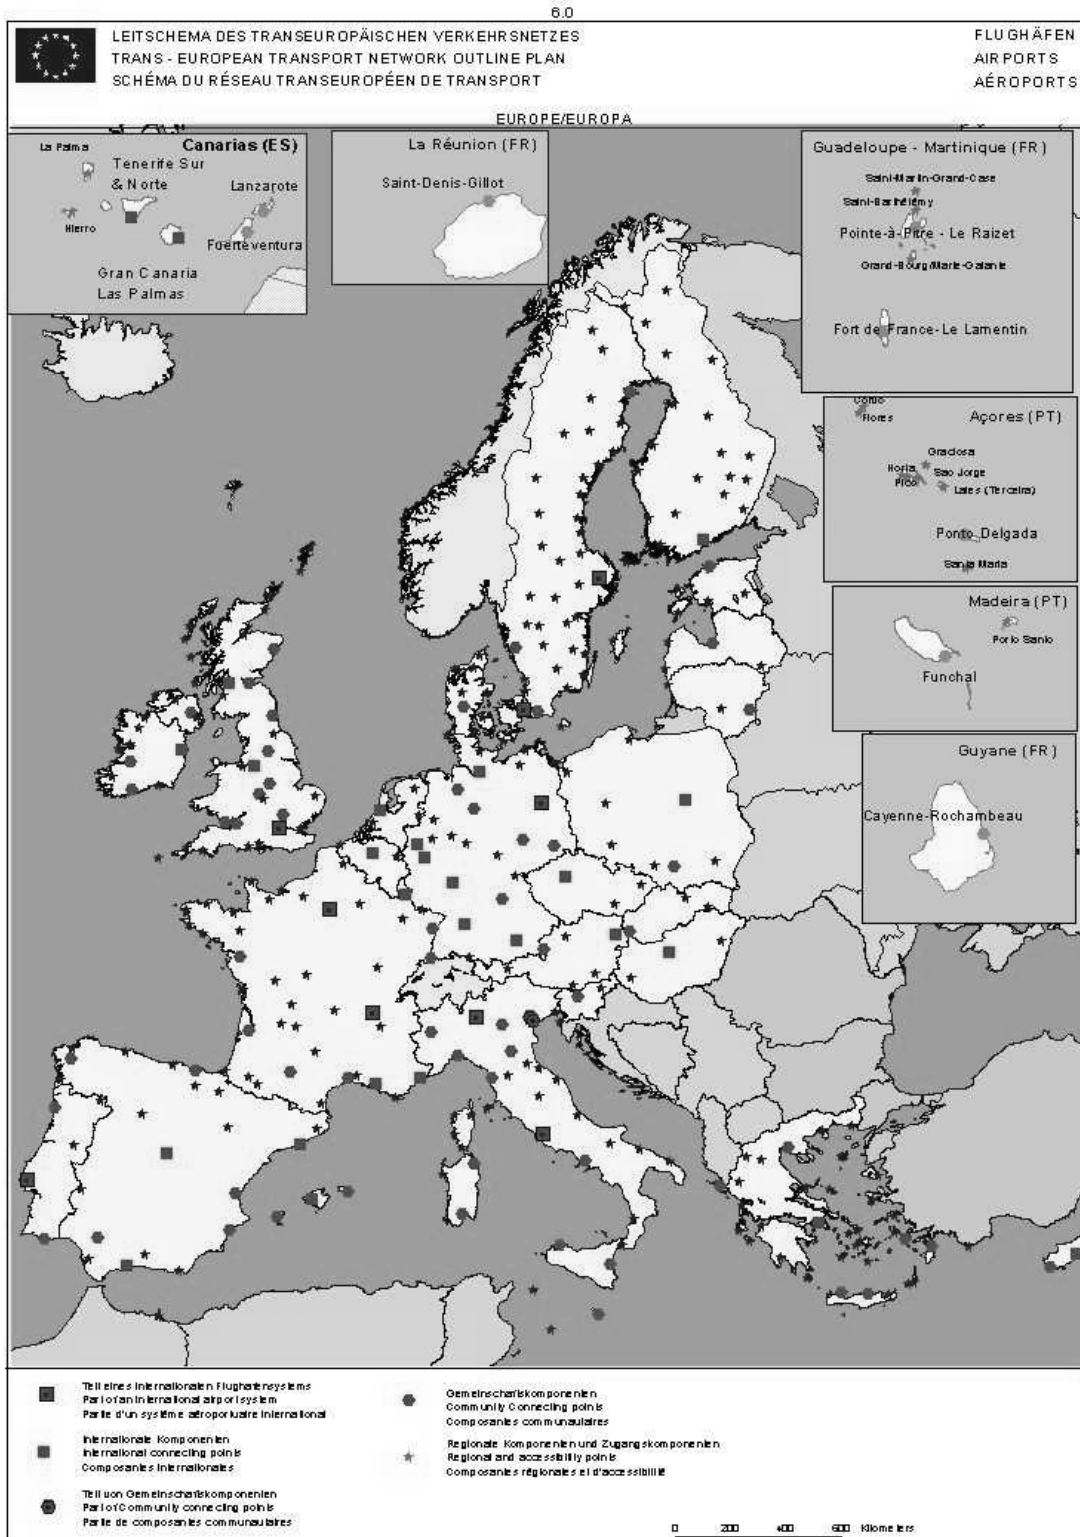 6.0
LEITSCHEMA DES TRANSEUROPÄISCHEN VERKEHRSNETZES
TRANS - EUROPEAN TRANSPORT NETWORK OUTLINE PLAN
SCHÉMA DU RÉSEAU TRANSEUROPÉEN DE TRANSPORT
FLUGHÄFEN
AIRPORTS
AÉROPORTS
EUROPE/EUROPA
Canarias (ES)
La Palma
Tenerife Sur
& Norte
Lanzarote
Hierro
Fuerteventura
Gran Canaria
Las Palmas
La Réunion (FR)
Saint-Denis-Gillot
Guadeloupe - Martinique (FR)
Saint-Martin-Grand-Case
Saint-Barthélémy
Pointe-à-Pitre - Le Raizet
Grand-Bourg/Marie-Galante
Fort de France-Le Lamentin
Corvo
Flores
Açores (PT)
Graciosa
Horta
Sao Jorge
Pico
Lajes (Terceira)
Ponto Delgada
Santa Maria
Madeira (PT)
Porto Santo
Funchal
Guyane (FR)
Cayenne-Rochambeau
Teil eines Internationalen Flughafensystems
Part of an International airport system
Partie d'un système aéroportuaire International
Internationale Komponenten
International connecting points
Composantes Internationales
Teil von Gemeinschaftskomponenten
Part of Community connecting points
Partie de composantes communautaires
Gemeinschaftskomponenten
Community Connecting points
Composantes communautaires
Regionale Komponenten und Zugangskomponenten
Regional and accessibility points
Composantes régionales et d'accessibilité
0 200 400 600 Kilometers